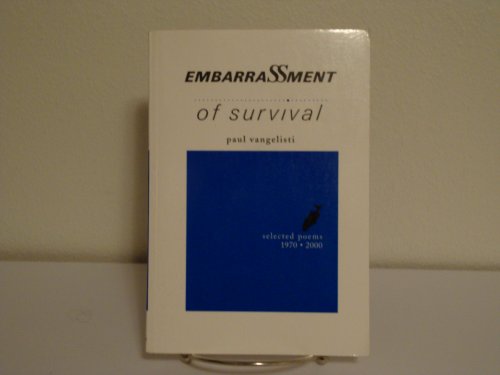 EMBARRASSMENT
of survival
paul vangelisti
selected poems
1970 • 2000